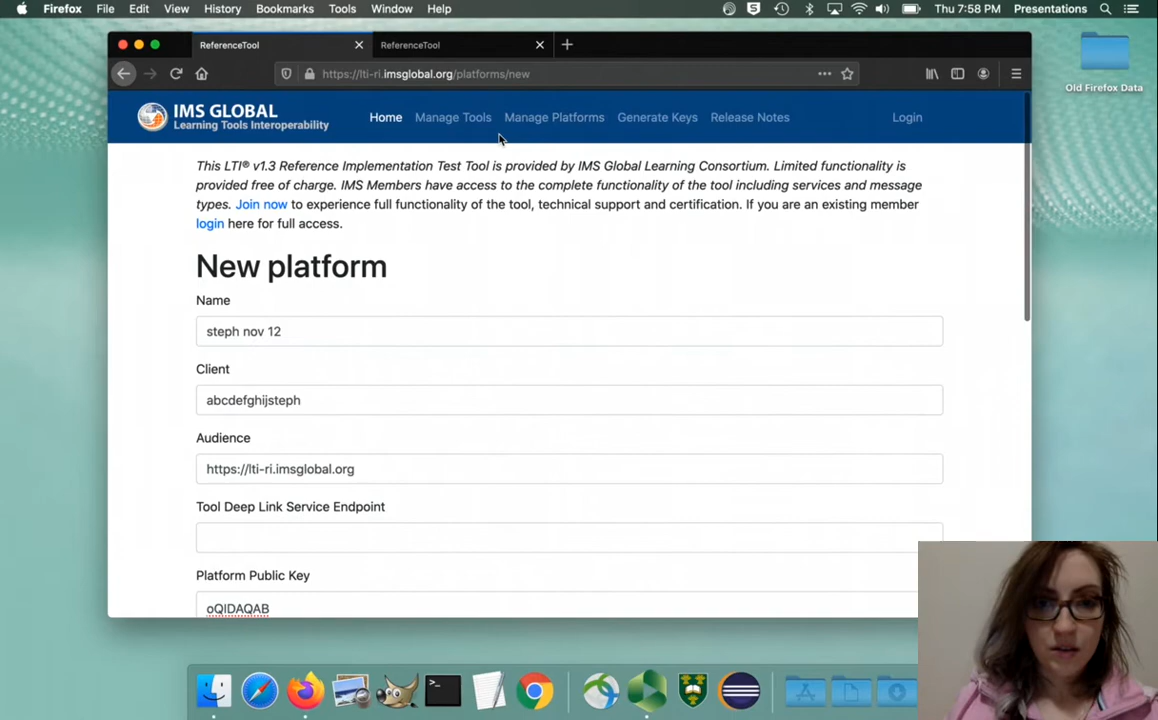 Firefox File Edit View History Bookmarks Tools Window Help Thu 7:58 PM Presentations
ReferenceTool ReferenceTool
https://lti-ri.imsglobal.org/platforms/new
Old Firefox Data
IMS GLOBAL
Learning Tools Interoperability
Home Manage Tools Manage Platforms Generate Keys Release Notes Login
This LTI® v1.3 Reference Implementation Test Tool is provided by IMS Global Learning Consortium. Limited functionality is
provided free of charge. IMS Members have access to the complete functionality of the tool including services and message
types. Join now to experience full functionality of the tool, technical support and certification. If you are an existing member
login here for full access.
New platform
Name
steph nov 12
Client
abcdefghijsteph
Audience
https://lti-ri.imsglobal.org
Tool Deep Link Service Endpoint
Platform Public Key
oQIDAQAB